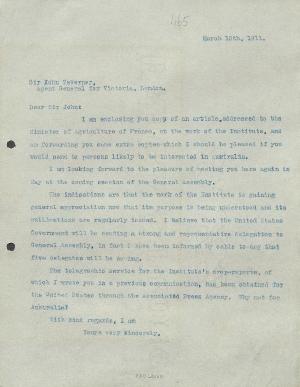 465
March 15th, 1911.
Sir John Taverner,
Agent General for Victoria, London.
Dear Sir John:
I am enclosing you copy of an article, addressed to the
Minister of Agriculture of France, on the work of the Institute, and
am forwarding you some extra copies which I should be pleased if you
would send to persons likely to be interested in Australia.
I am looking forward to the pleasure of meeting you here again in
May at the coming session of the General Assembly.
The indications are that the work of the Institute is gaining
general appreciation now that its purpose is being understood and its
publications are regularly issued. I believe that the United States
Government will be sending a strong and representative delegation to
General Assembly, in fact I have been informed by cable to-day that
five delegates will be
The telegraphic service for the Institute's crop-reports, of
which I wrote you in a previous communication, has been obtained for
the United States through the Associated Press Agency. Why not for
Australia?
With kind regards, I am
Yours very sincerely,